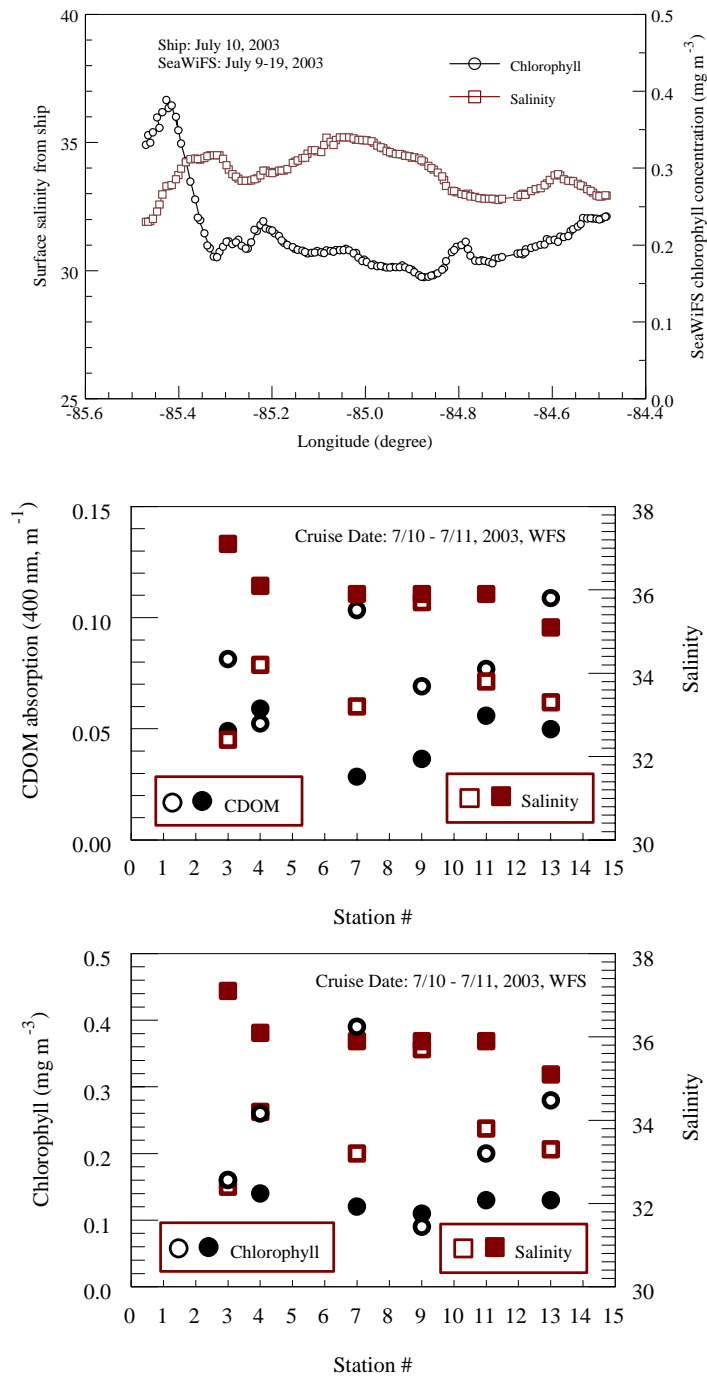 40
0.5
Ship: July 10, 2003
SeaWiFS: July 9-19, 2003
Chlorophyll
Salinity
0.4
35
0.3
0.2
30
0.1
25
0.0
-85.6 -85.4 -85.2 -85.0 -84.8 -84.6 -84.4
Longitude (degree)
Surface salinity from ship
SeaWiFS chlorophyll concentration (mg m-3)
0.15
38
Cruise Date: 7/10 - 7/11, 2003, WFS
36
0.10
34
0.05
32
CDOM
Salinity
0.00
30
0 1 2 3 4 5 6 7 8 9 10 11 12 13 14 15
Station #
CDOM absorption (400 nm, m-1)
Salinity
0.5
38
Cruise Date: 7/10 - 7/11, 2003, WFS
0.4
36
0.3
34
0.2
32
0.1
Chlorophyll
Salinity
0.0
30
0 1 2 3 4 5 6 7 8 9 10 11 12 13 14 15
Station #
Chlorophyll (mg m-3)
Salinity